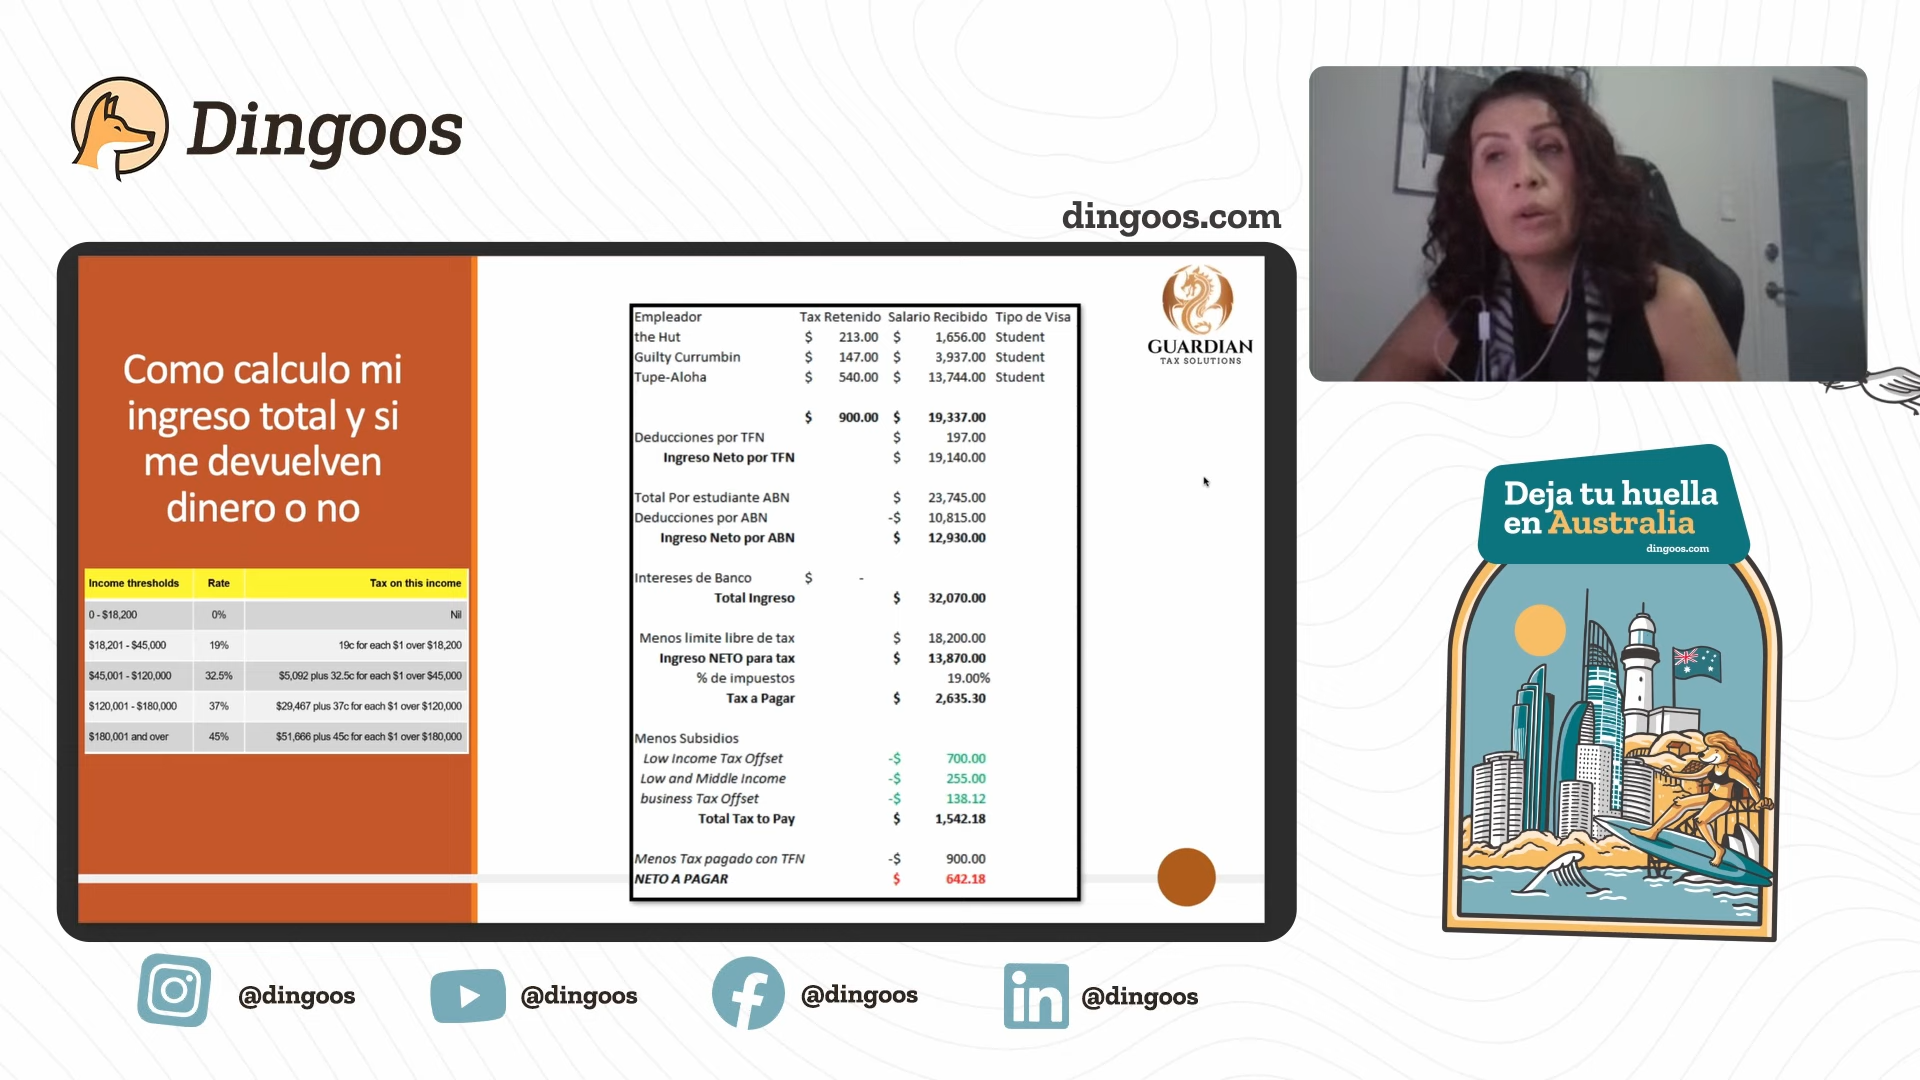 Dingoos
dingoos.com
Como calculo mi
ingreso total y si
me devuelven
dinero o no
Income thresholds Rate Tax on this income
0 - $18,200 0% Nil
$18,201 - $45,000 19% 19c for each $1 over $18,200
$45,001 - $120,000 32.5% $5,092 plus 32.5c for each $1 over $45,000
$120,001 - $180,000 37% $29,467 plus 37c for each $1 over $120,000
$180,001 and over 45% $51,666 plus 45c for each $1 over $180,000
Empleador Tax Retenido Salario Recibido Tipo de Visa
the Hut $ 213.00 $ 1,656.00 Student
Guilty Currumbin $ 147.00 $ 3,937.00 Student
Tupe-Aloha $ 540.00 $ 13,744.00 Student
$ 900.00 $ 19,337.00
Deducciones por TFN $ 197.00
Ingreso Neto por TFN $ 19,140.00
Total Por estudiante ABN $ 23,745.00
Deducciones por ABN -$ 10,815.00
Ingreso Neto por ABN $ 12,930.00
Intereses de Banco $ -
Total Ingreso $ 32,070.00
Menos limite libre de tax $ 18,200.00
Ingreso NETO para tax $ 13,870.00
% de impuestos 19.00%
Tax a Pagar $ 2,635.30
Menos Subsidios
Low Income Tax Offset -$ 700.00
Low and Middle Income -$ 255.00
business Tax Offset -$ 138.12
Total Tax to Pay $ 1,542.18
Menos Tax pagado con TFN -$ 900.00
NETO A PAGAR $ 642.18
GUARDIAN
TAX SOLUTIONS
Deja tu huella
en Australia
dingoos.com
@dingoos
@dingoos
@dingoos
@dingoos